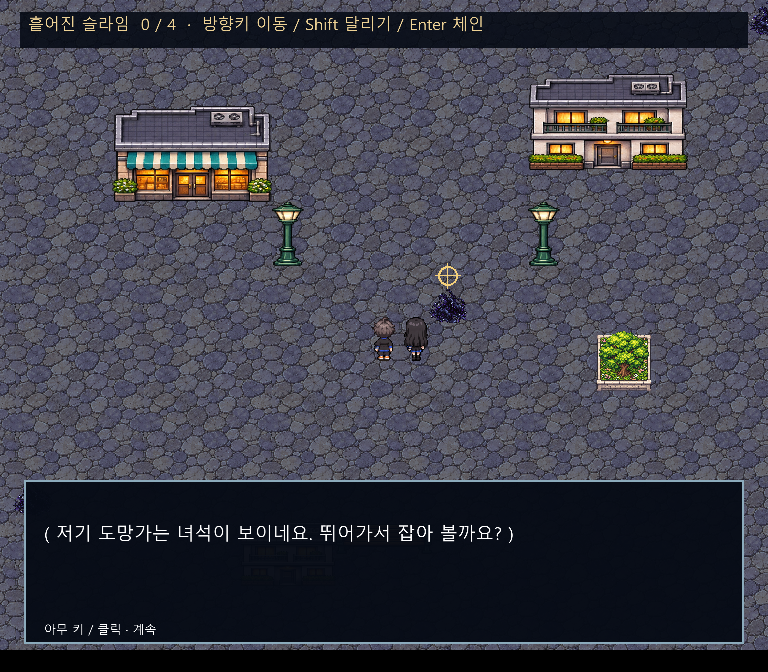 흩어진 슬라임 0 / 4 · 방향키 이동 / Shift 달리기 / Enter 체인
( 저기 도망가는 녀석이 보이네요. 뛰어가서 잡아 볼까요? )
아무 키 / 클릭 · 계속